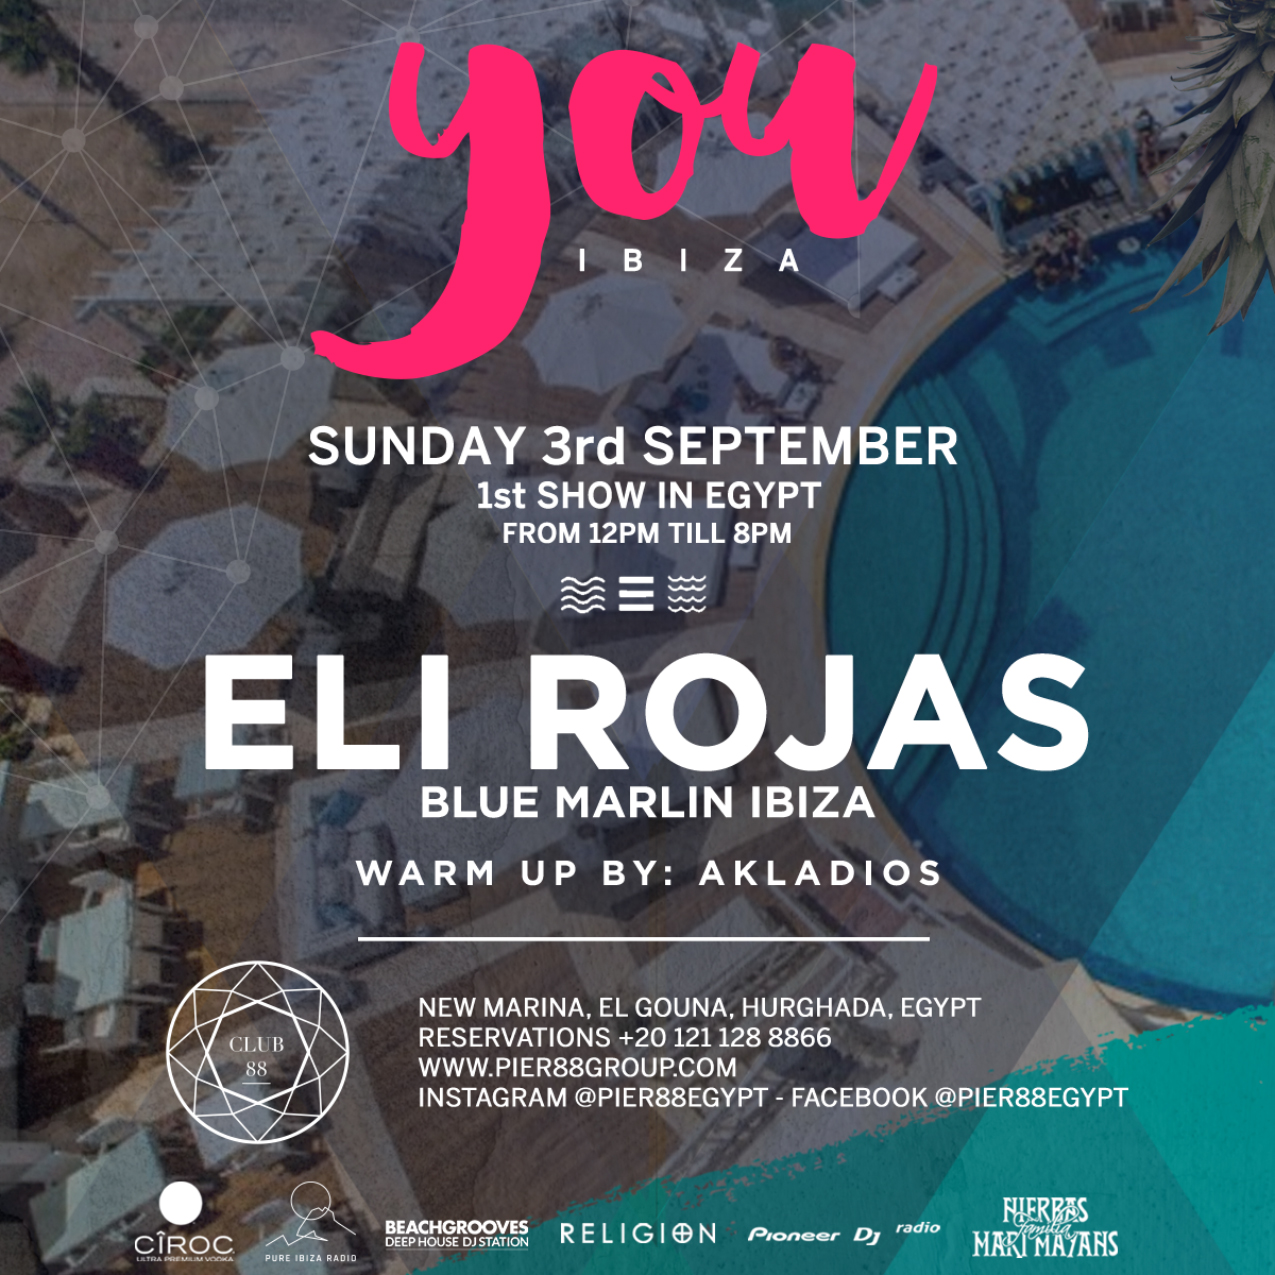 you
IBIZA
SUNDAY 3rd SEPTEMBER
1st SHOW IN EGYPT
FROM 12PM TILL 8PM
ELI ROJAS
BLUE MARLIN IBIZA
WARM UP BY: AKLADIOS
CLUB
88
NEW MARINA, EL GOUNA, HURGHADA, EGYPT
RESERVATIONS +20 121 128 8866
WWW.PIER88GROUP.COM
INSTAGRAM @PIER88EGYPT - FACEBOOK @PIER88EGYPT
CÎROC
ULTRA PREMIUM VODKA
PURE IBIZA RADIO
BEACHGROOVES
DEEP HOUSE DJ STATION
RELIGION
Pioneer Dj radio
HIERBAS
familia
MARI MAYANS